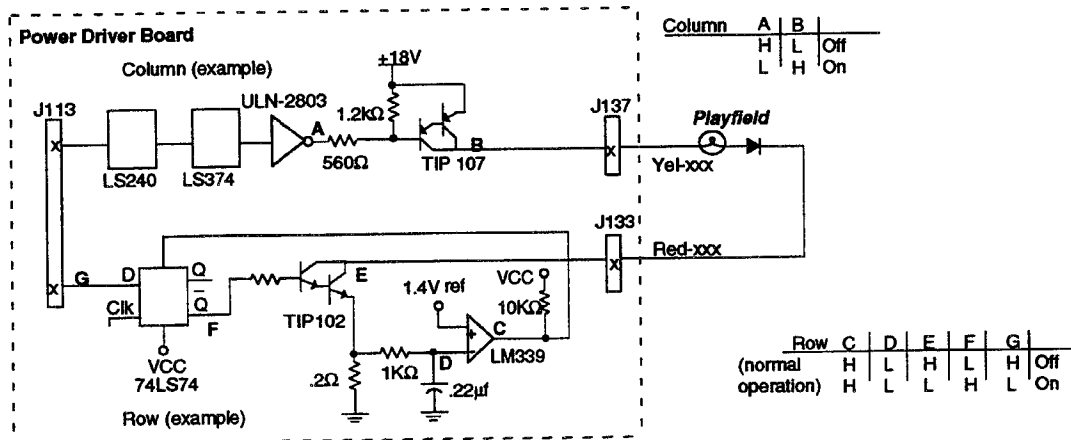 Power Driver Board
Column (example)
±18V
J113
ULN-2803
A
1.2kΩ
560Ω
TIP 107
B
J137
LS240
LS374
Playfield
Yel-xxx
Column A B
H L Off
L H On
J133
Red-xxx
G
D
Q
Clk
Q̅
F
VCC
74LS74
TIP102
E
1.4V ref
VCC
10KΩ
+
-
C
LM339
D
1KΩ
.2Ω
.22µf
Row (example)
Row C D E F G
(normal H L H L H Off
operation) H L L H L On